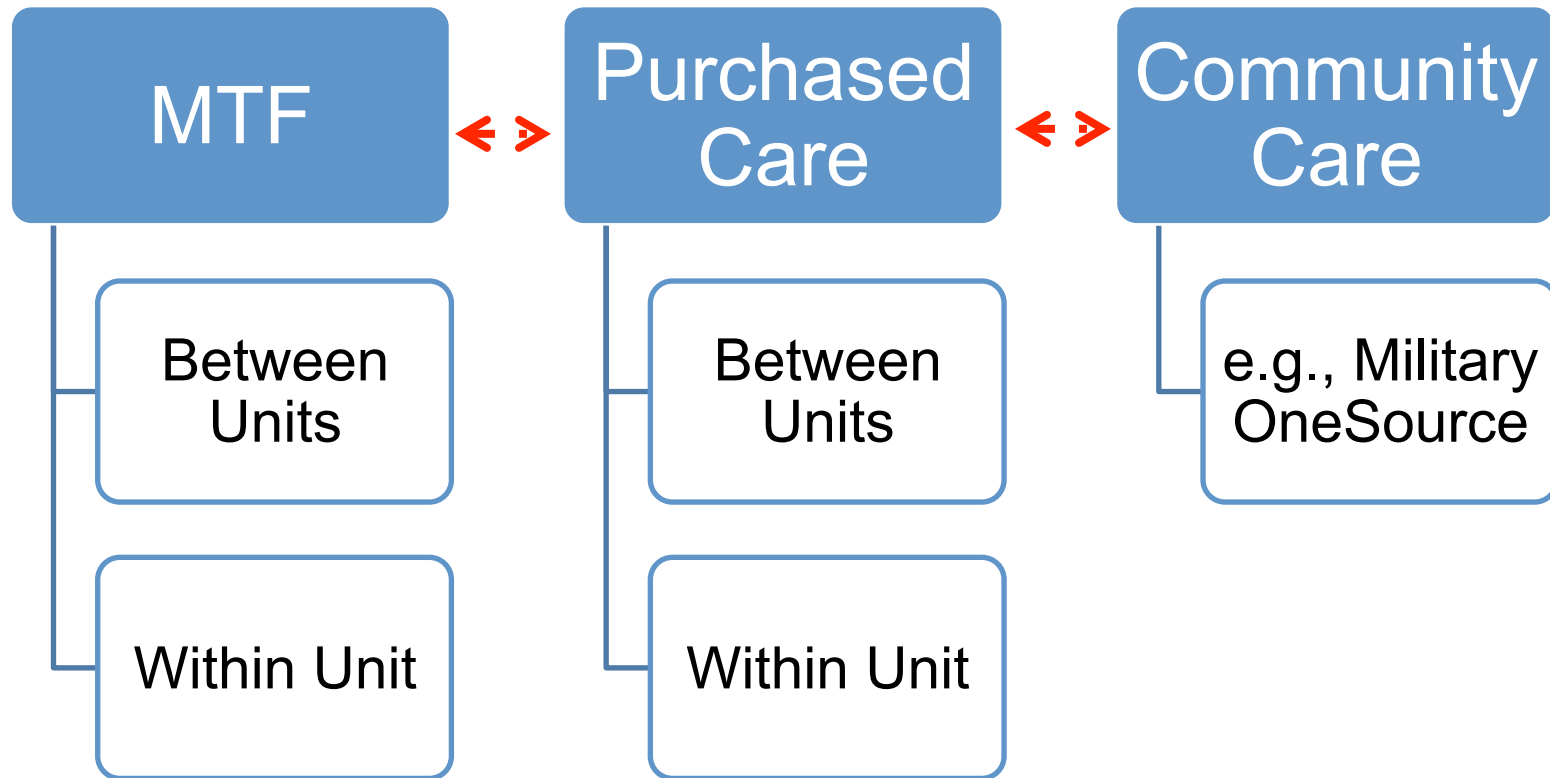 MTF
Purchased
Care
Community
Care
Between
Units
Between
Units
e.g., Military
OneSource
Within Unit
Within Unit